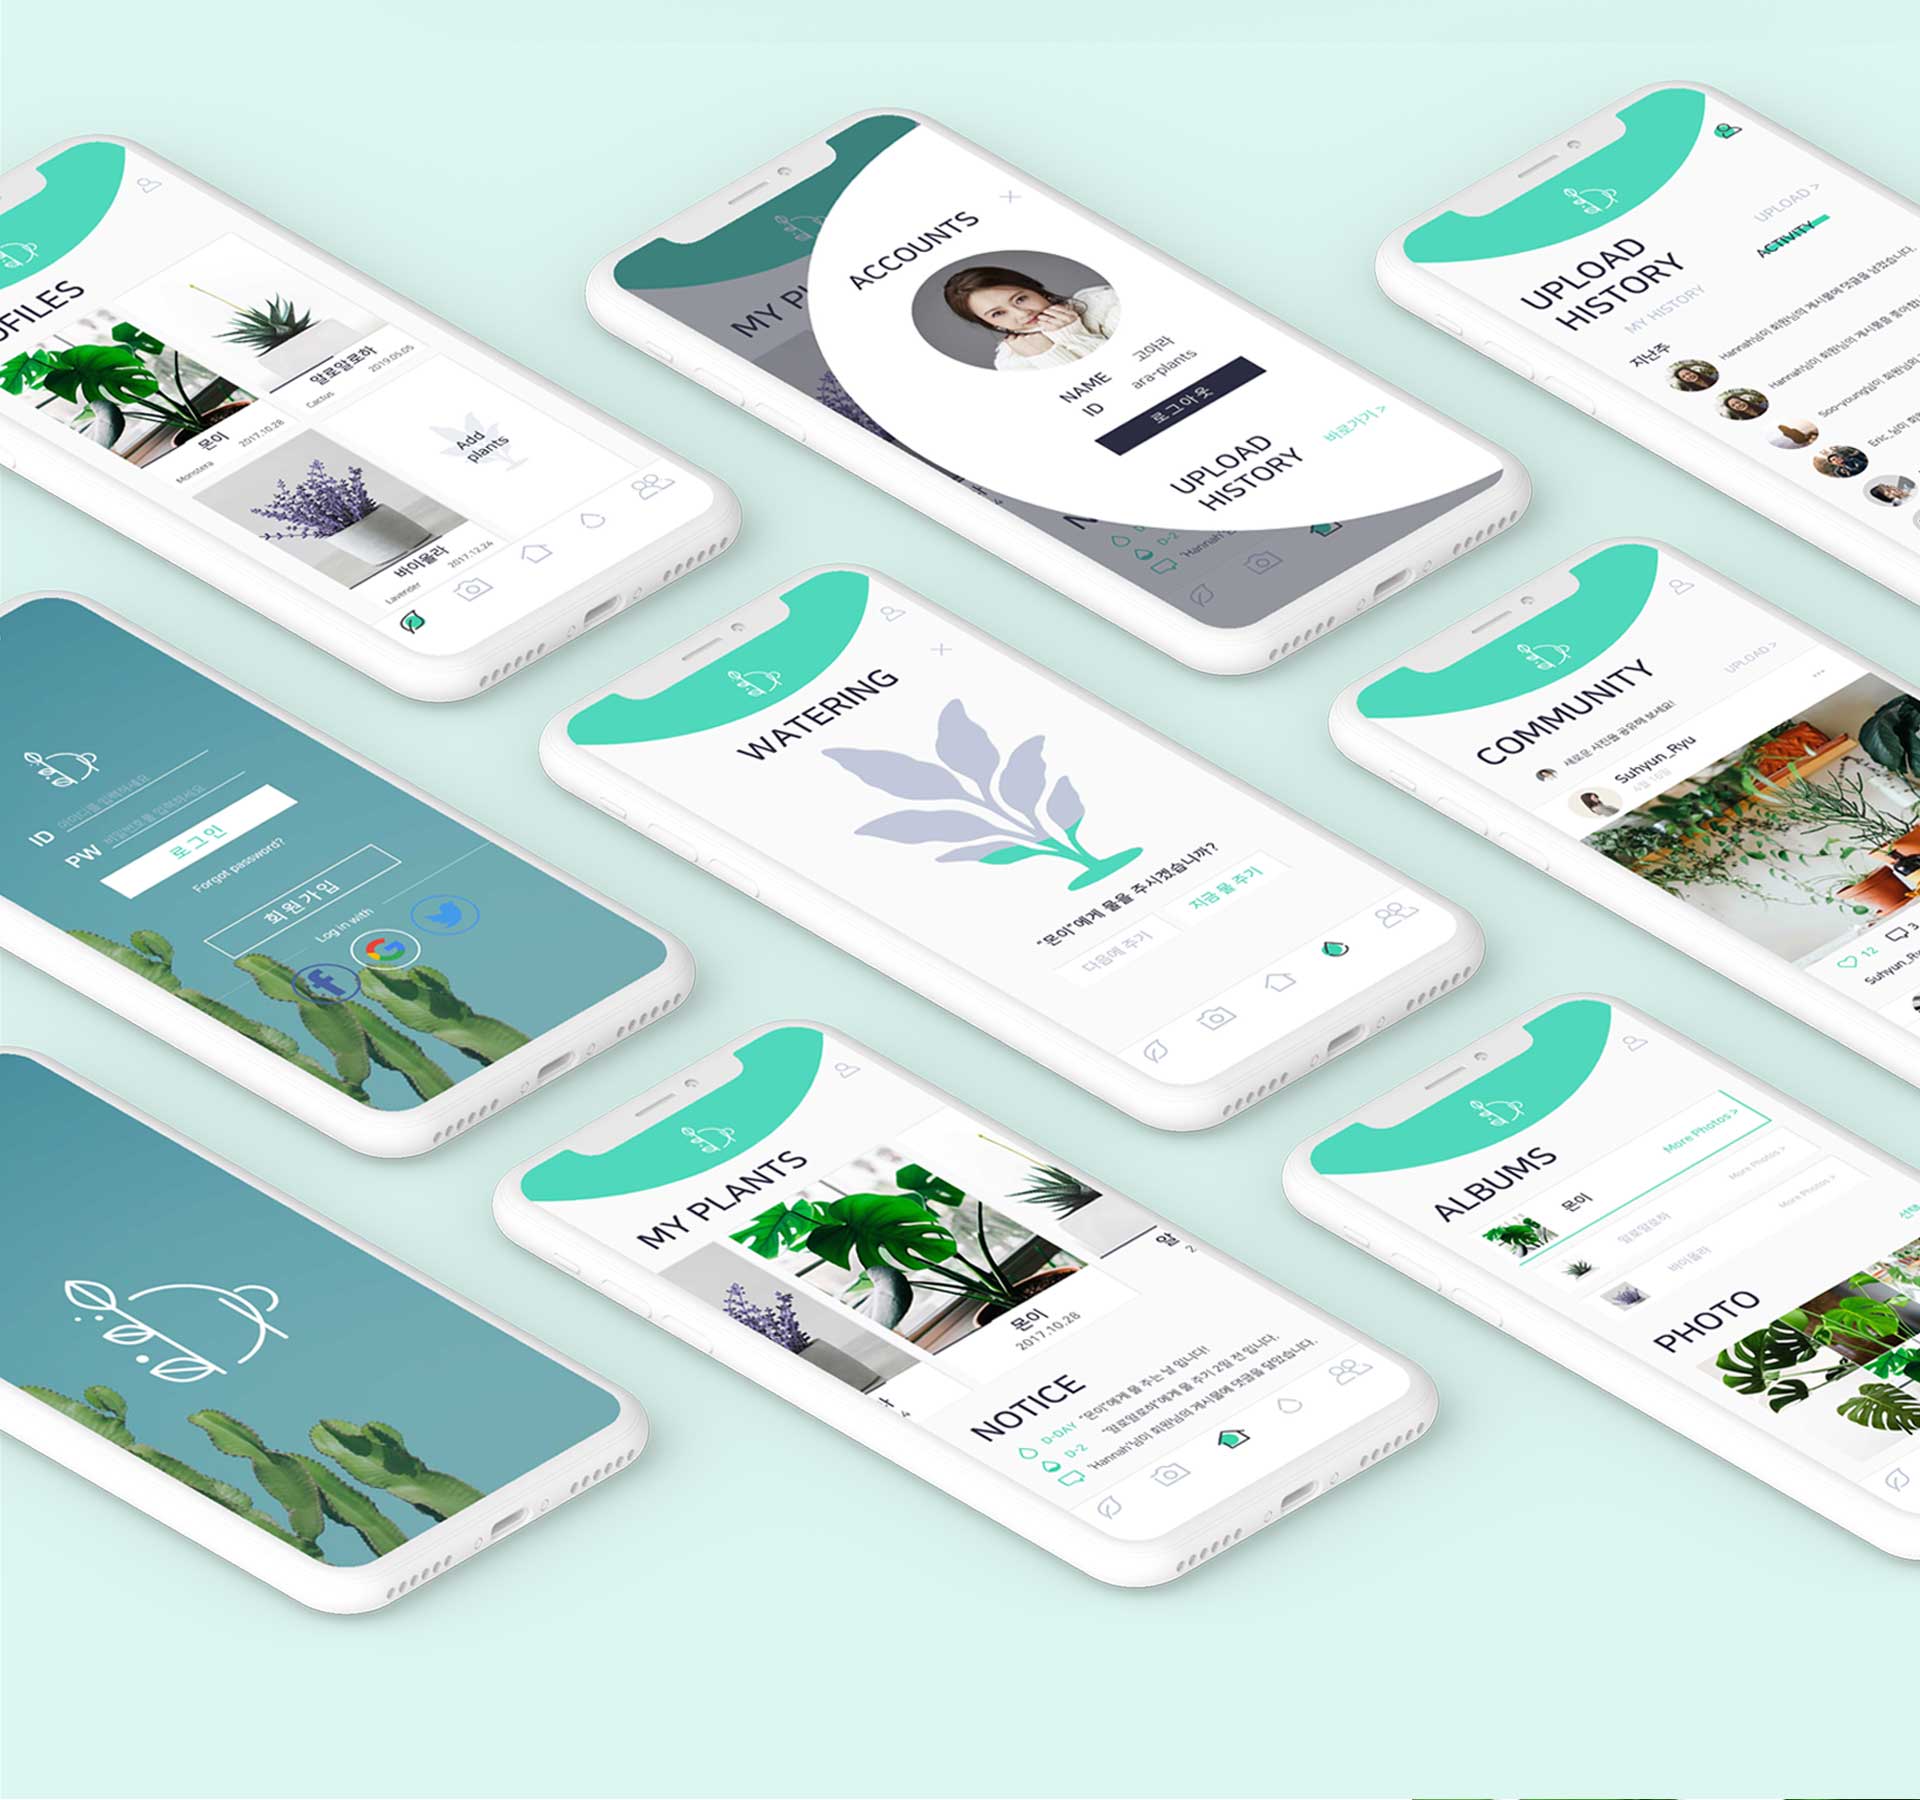 OFILES
몬이
2017.10.28
Monstera
알로알로하
2019.05.05
Cactus
바이올라
2017.12.24
Lavender
Add
plants
MY PL
ACCOUNTS
NAME 고아라
ID ara-plants
로그아웃
UPLOAD
HISTORY
바로가기 >
D-2
'Hannah'
UPLOAD
HISTORY
UPLOAD >
MY HISTORY
ACTIVITY
지난주
Hannah님이 회원님의 게시물에 댓글을 남겼습니다.
Hannah님이 회원님의 게시물을 좋아합
Soo-young님이 회원님의
Eric_님이 회원
ID 아이디를 입력하세요
PW 비밀번호를 입력하세요
로그인
Forgot password?
회원가입
Log in with
WATERING
"몬이"에게 물을 주시겠습니까?
다음에 주기
지금 물 주기
COMMUNITY
UPLOAD >
새로운 사진을 공유해 보세요!
Suhyun_Ryu
4월 16일
12
3
Suhyun_Ry
MY PLANTS
몬이
2017.10.28
알
2
NOTICE
D-DAY "몬이"에게 물 주는 날 입니다!
D-2 "알로알로하"에게 물 주기 2일 전 입니다.
'Hannah'님이 회원님의 게시물에 댓글을 달았습니다.
ALBUMS
몬이
More Photos >
알로알로하
More Photos >
바이올라
More Photos >
선택
PHOTO